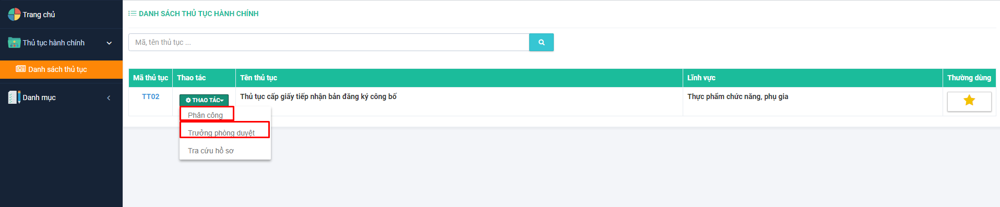 Trang chủ
Thủ tục hành chính
Danh sách thủ tục
Danh mục
DANH SÁCH THỦ TỤC HÀNH CHÍNH
Mã, tên thủ tục ...
Mã thủ tục Thao tác Tên thủ tục Lĩnh vực Thường dùng
TT02 THAO TÁC Thủ tục cấp giấy tiếp nhận bản đăng ký công bố Thực phẩm chức năng, phụ gia
Phân công
Trưởng phòng duyệt
Tra cứu hồ sơ